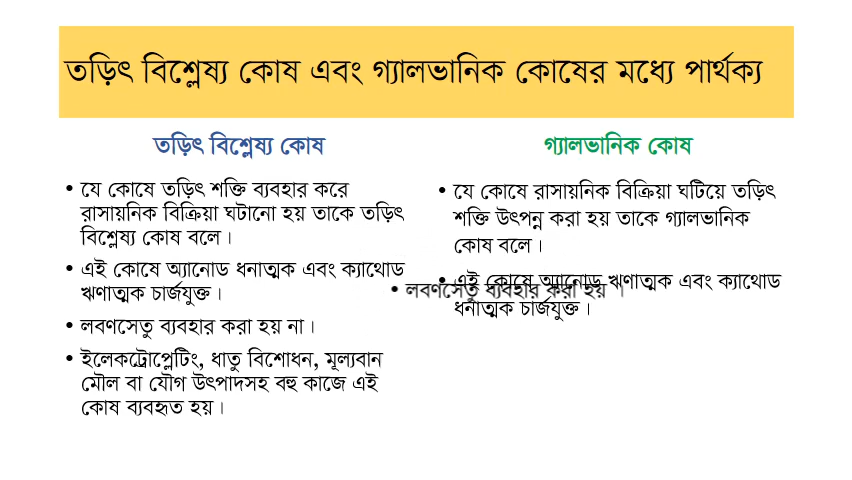 তড়িৎ বিশ্লেষ্য কোষ এবং গ্যালভানিক কোষের মধ্যে পার্থক্য
তড়িৎ বিশ্লেষ্য কোষ
• যে কোষে তড়িৎ শক্তি ব্যবহার করে
রাসায়নিক বিক্রিয়া ঘটানো হয় তাকে তড়িৎ
বিশ্লেষ্য কোষ বলে।
• এই কোষে অ্যানোড ধনাত্মক এবং ক্যাথোড
ঋণাত্মক চার্জযুক্ত।
• লবণসেতু ব্যবহার করা হয় না।
• ইলেকট্রোপ্লেটিং, ধাতু বিশোধন, মূল্যবান
মৌল বা যৌগ উৎপাদসহ বহু কাজে এই
কোষ ব্যবহৃত হয়।
গ্যালভানিক কোষ
• যে কোষে রাসায়নিক বিক্রিয়া ঘটিয়ে তড়িৎ
শক্তি উৎপন্ন করা হয় তাকে গ্যালভানিক
কোষ বলে।
• এই কোষে অ্যানোড ঋণাত্মক এবং ক্যাথোড
ধনাত্মক চার্জযুক্ত।
• লবণসেতু ব্যবহার করা হয় ।